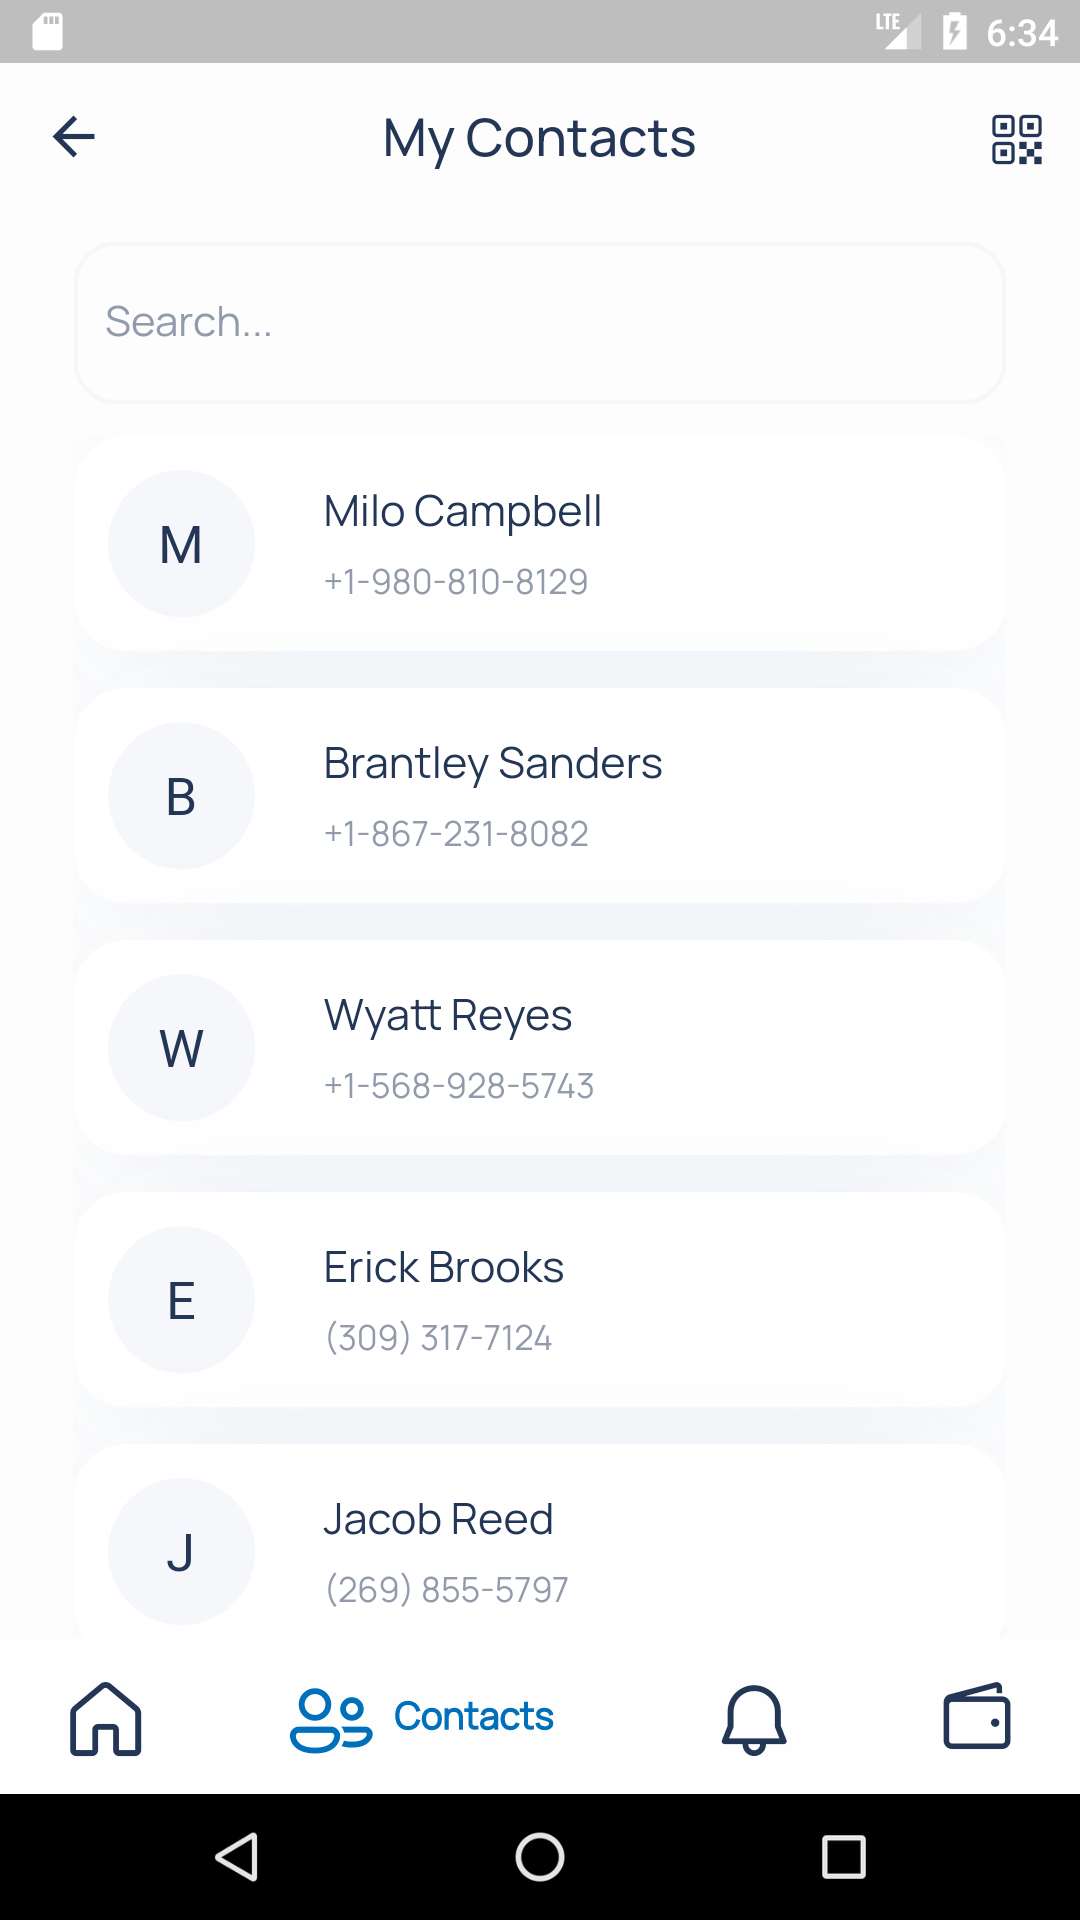 LTE 6:34
My Contacts
Search...
M
Milo Campbell
+1-980-810-8129
B
Brantley Sanders
+1-867-231-8082
W
Wyatt Reyes
+1-568-928-5743
E
Erick Brooks
(309) 317-7124
J
Jacob Reed
(269) 855-5797
Contacts